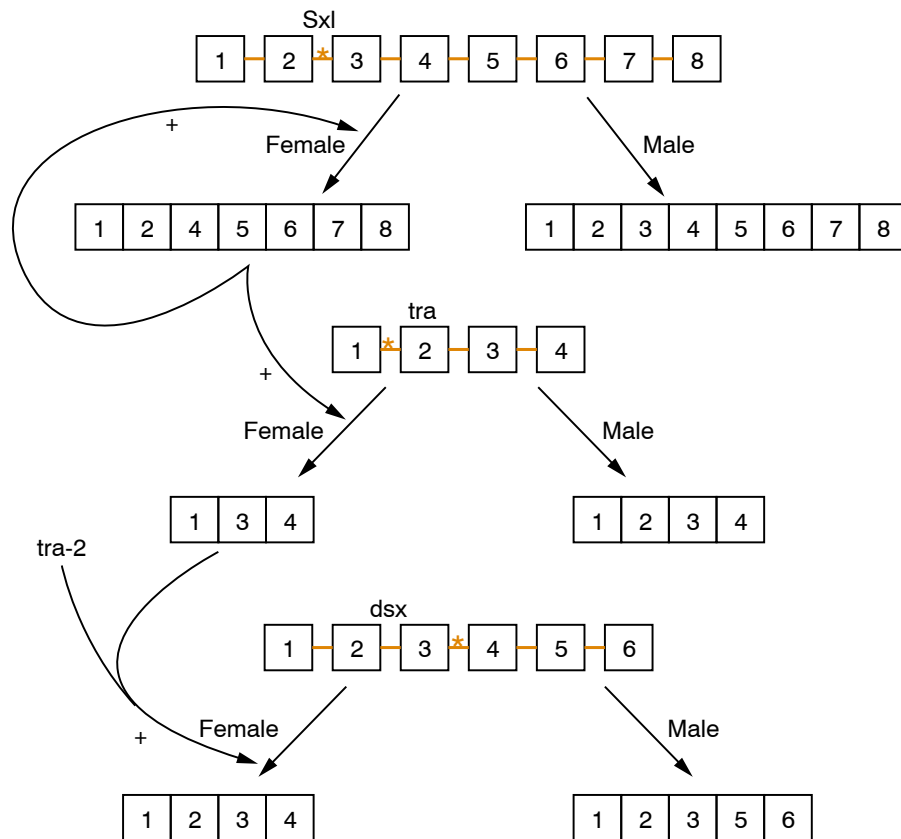 Sxl
1 2 * 3 4 5 6 7 8
+
Female
Male
1 2 4 5 6 7 8
1 2 3 4 5 6 7 8
tra
1 * 2 3 4
+
Female
Male
1 3 4
1 2 3 4
tra-2
dsx
1 2 3 * 4 5 6
+
Female
Male
1 2 3 4
1 2 3 5 6